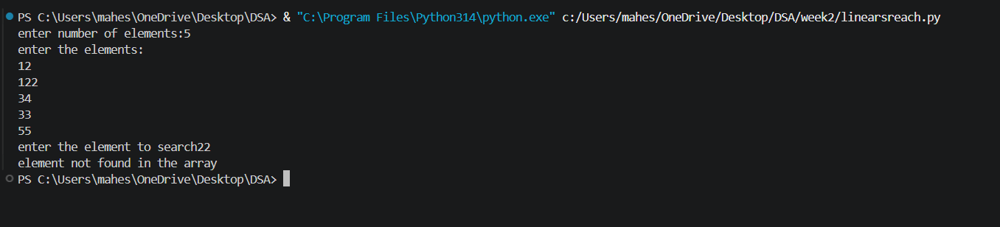 PS C:\Users\mahes\OneDrive\Desktop\DSA> & "C:\Program Files\Python314\python.exe" c:/Users/mahes/OneDrive/Desktop/DSA/week2/linearsreach.py
enter number of elements:5
enter the elements:
12
122
34
33
55
enter the element to search22
element not found in the array
PS C:\Users\mahes\OneDrive\Desktop\DSA>